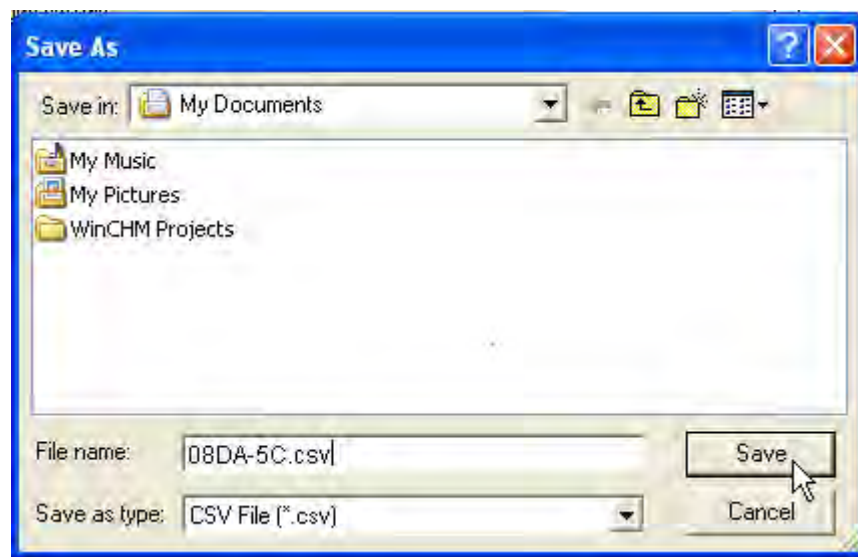 Save As
Save in: My Documents
My Music
My Pictures
WinCHM Projects
File name: 08DA-5C.csv Save
Save as type: CSV File (*.csv) Cancel